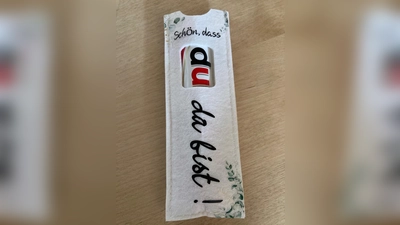 Schön, dass
du
da bist!